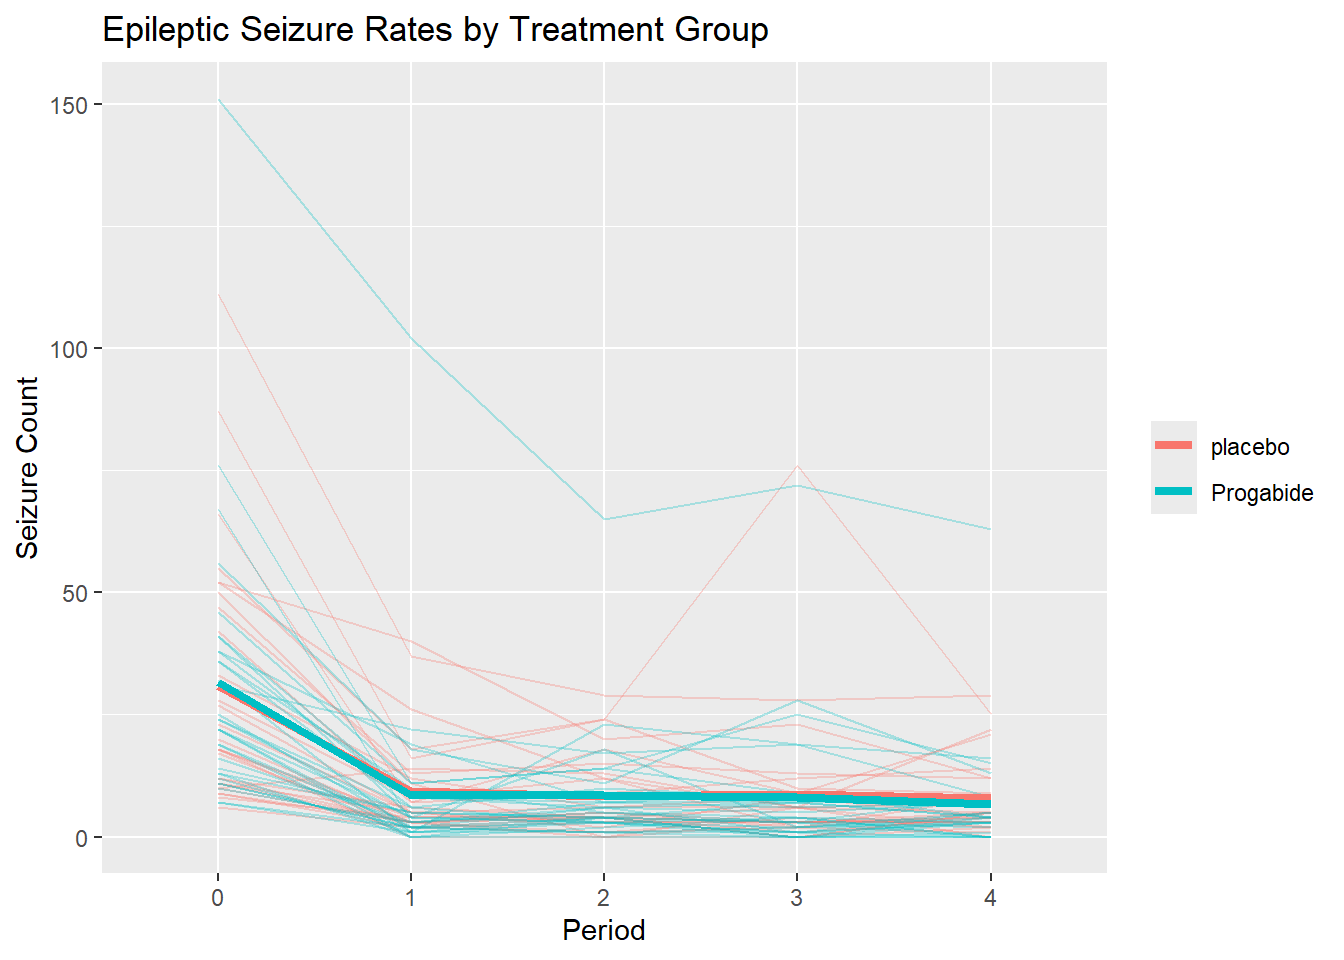 Epileptic Seizure Rates by Treatment Group
150
100
50
0
Seizure Count
0 1 2 3 4
Period
placebo
Progabide